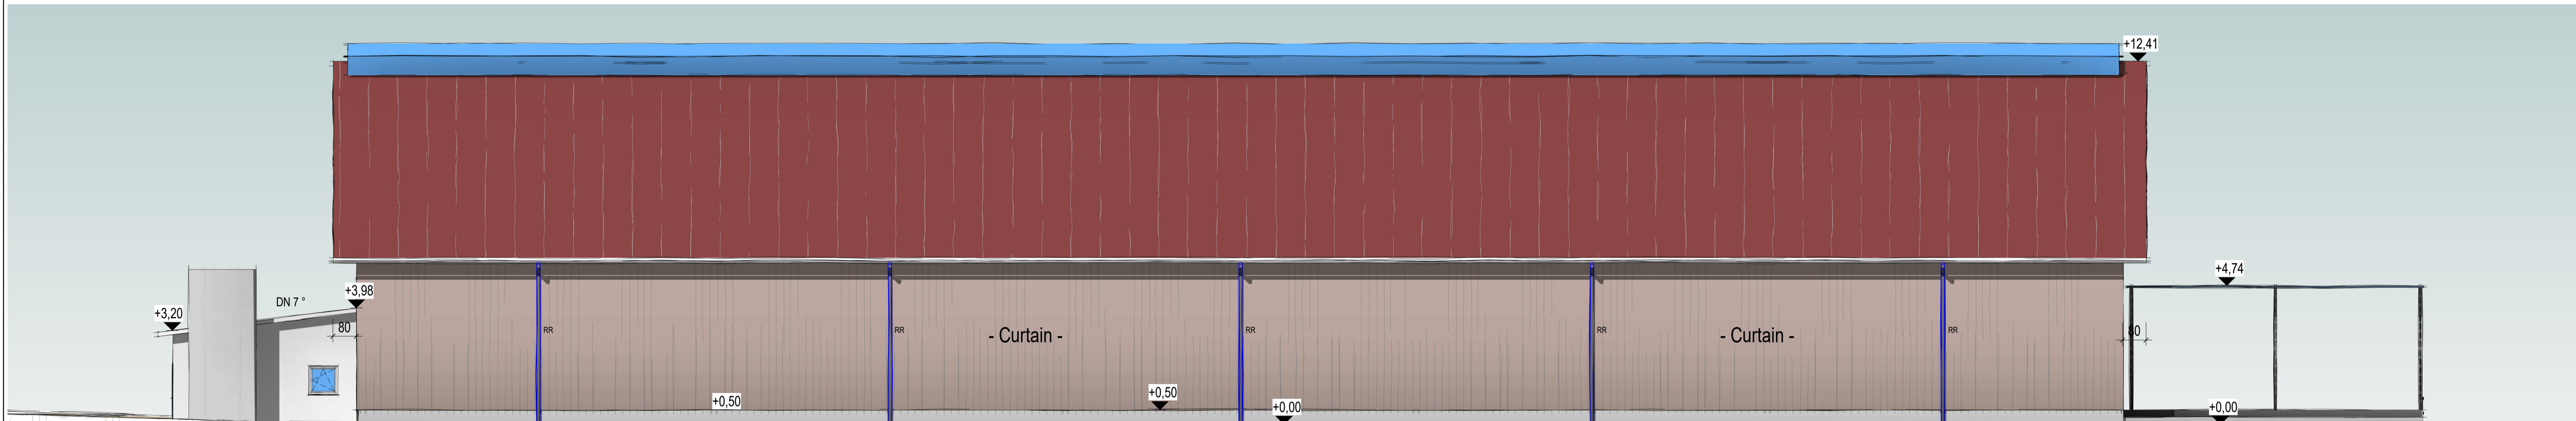 +12,41
+4,74
+3,98
DN 7 °
+3,20
80
RR
RR
- Curtain -
RR
RR
- Curtain -
RR
80
+0,50
+0,50
+0,00
+0,00